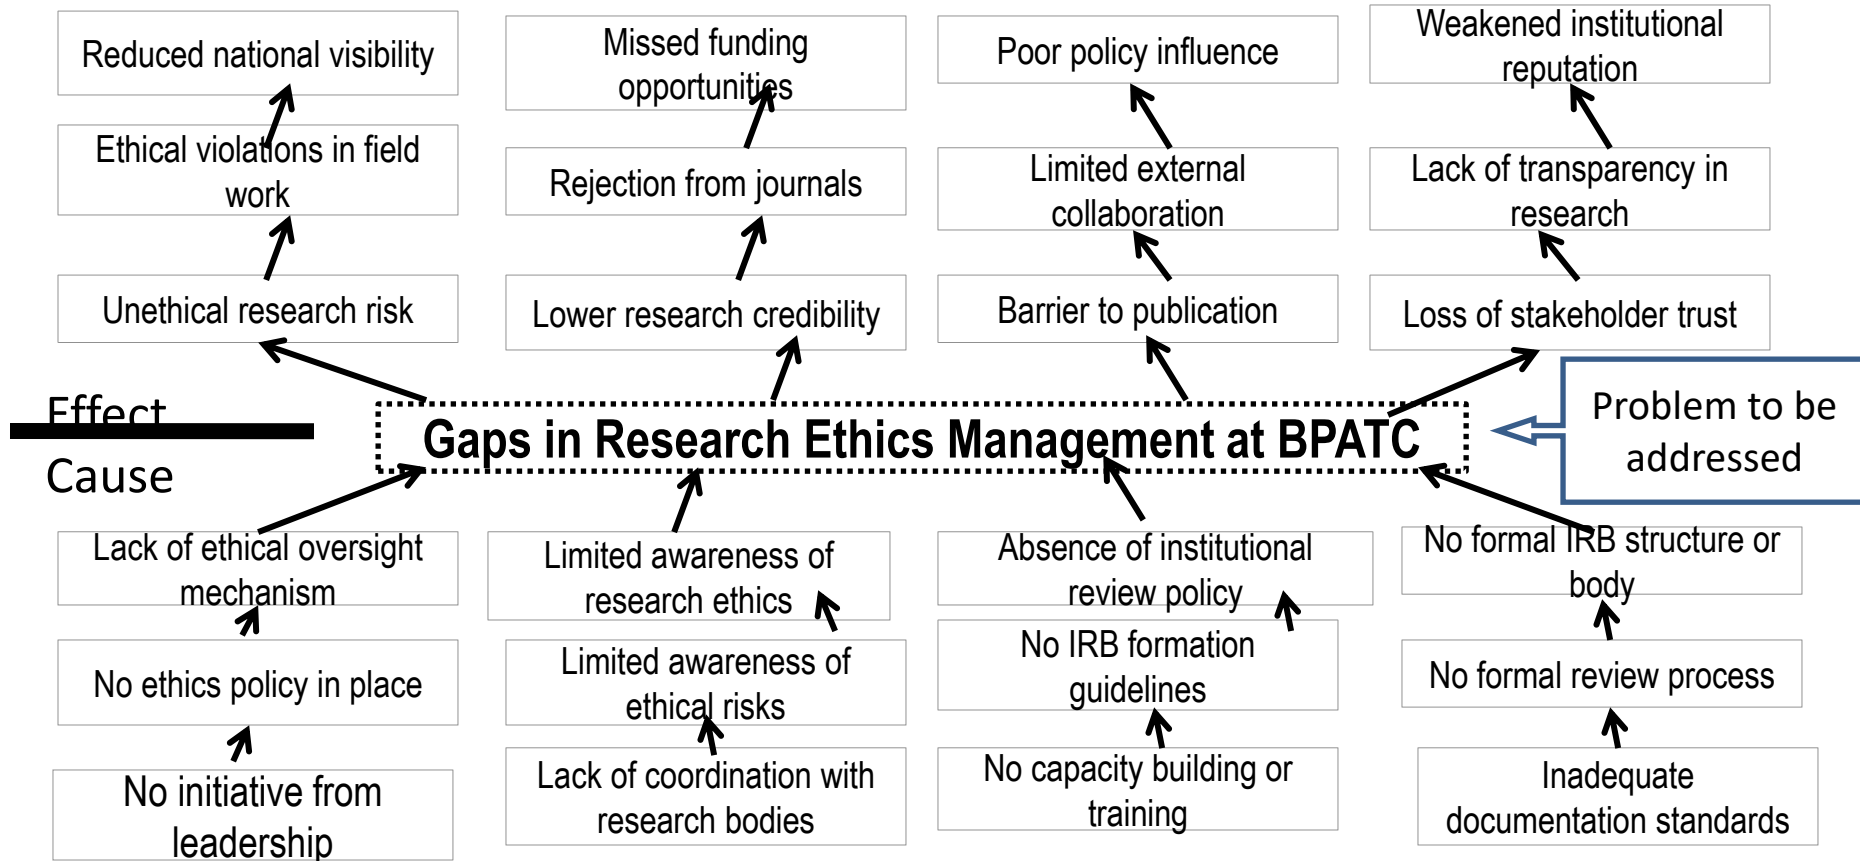 Reduced national visibility
Missed funding
opportunities
Poor policy influence
Weakened institutional
reputation
Ethical violations in field
work
Rejection from journals
Limited external
collaboration
Lack of transparency in
research
Unethical research risk
Lower research credibility
Barrier to publication
Loss of stakeholder trust
Effect
Cause
Gaps in Research Ethics Management at BPATC
Problem to be
addressed
Lack of ethical oversight
mechanism
Limited awareness of
research ethics
Absence of institutional
review policy
No formal IRB structure or
body
No ethics policy in place
Limited awareness of
ethical risks
No IRB formation
guidelines
No formal review process
No initiative from
leadership
Lack of coordination with
research bodies
No capacity building or
training
Inadequate
documentation standards